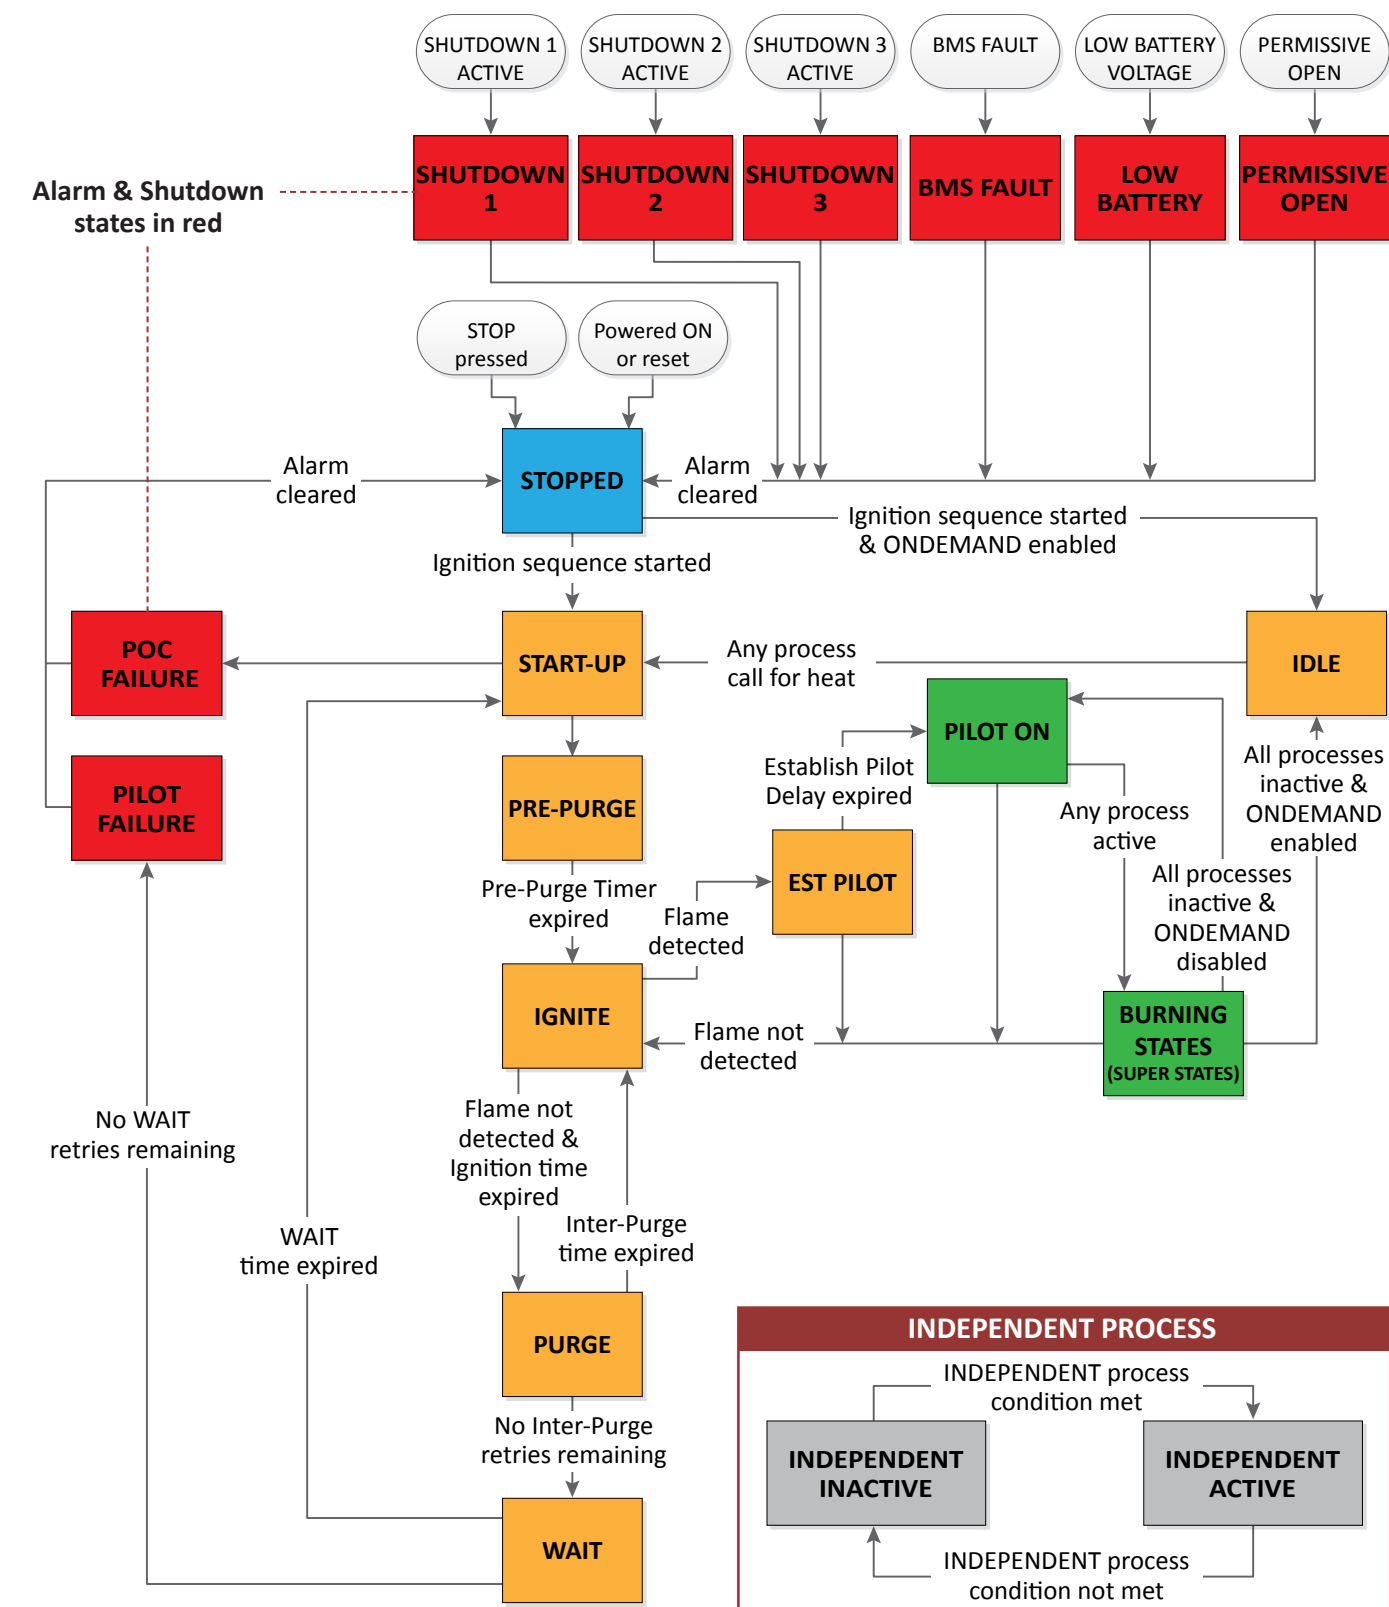 SHUTDOWN 1
ACTIVE
SHUTDOWN 2
ACTIVE
SHUTDOWN 3
ACTIVE
BMS FAULT
LOW BATTERY
VOLTAGE
PERMISSIVE
OPEN
Alarm & Shutdown
states in red
SHUTDOWN
1
SHUTDOWN
2
SHUTDOWN
3
BMS FAULT
LOW
BATTERY
PERMISSIVE
OPEN
STOP
pressed
Powered ON
or reset
Alarm
cleared
STOPPED
Alarm
cleared
Ignition sequence started
& ONDEMAND enabled
Ignition sequence started
POC
FAILURE
START-UP
Any process
call for heat
IDLE
PILOT ON
PILOT
FAILURE
PRE-PURGE
Establish Pilot
Delay expired
Any process
active
All processes
inactive &
ONDEMAND
enabled
EST PILOT
Pre-Purge Timer
expired
Flame
detected
All processes
inactive &
ONDEMAND
disabled
IGNITE
Flame not
detected
BURNING
STATES
(SUPER STATES)
No WAIT
retries remaining
Flame not
detected &
Ignition time
expired
WAIT
time expired
Inter-Purge
time expired
PURGE
No Inter-Purge
retries remaining
WAIT
INDEPENDENT PROCESS
INDEPENDENT process
condition met
INDEPENDENT
INACTIVE
INDEPENDENT
ACTIVE
INDEPENDENT process
condition not met